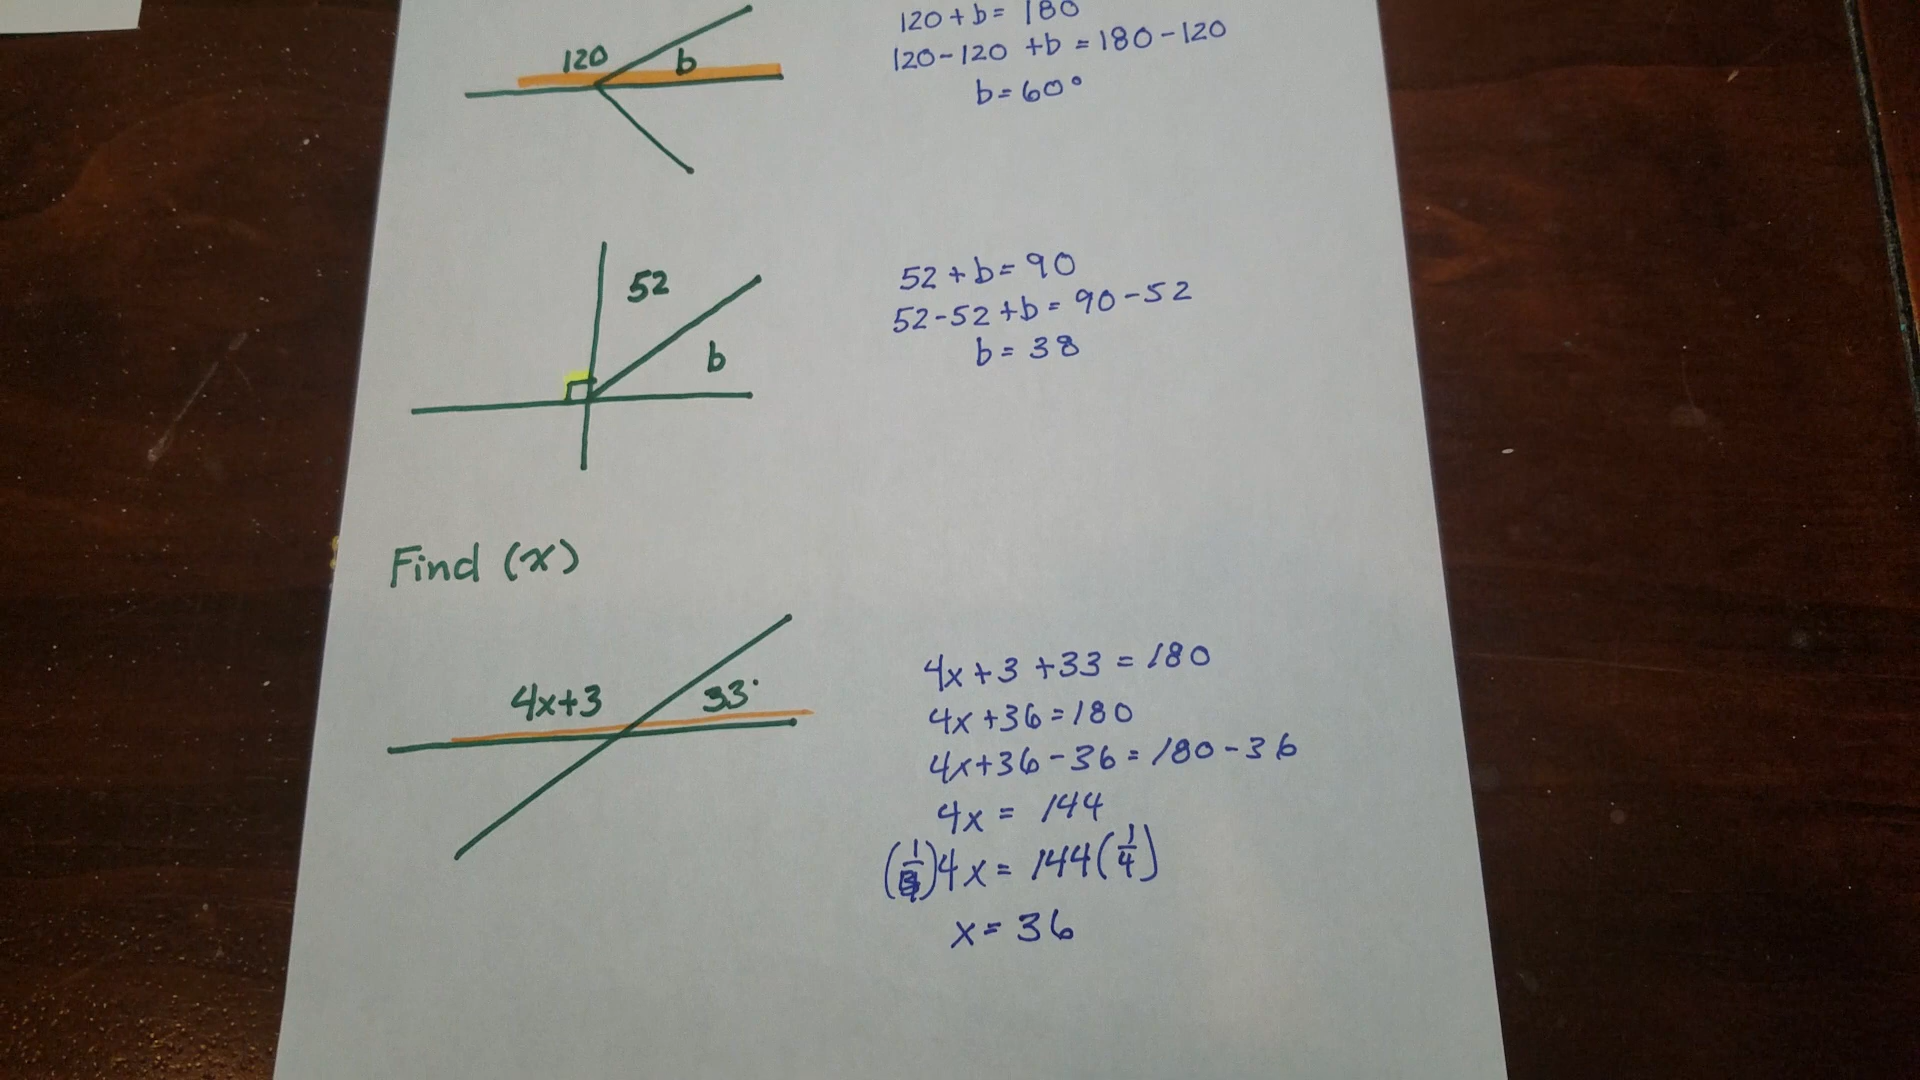 120
b
120 + b = 180
120 - 120 + b = 180 - 120
b = 60°
52
b
52 + b = 90
52 - 52 + b = 90 - 52
b = 38
Find (x)
4x+3
33°
4x + 3 + 33 = 180
4x + 36 = 180
4x + 36 - 36 = 180 - 36
4x = 144
(1/4) 4x = 144 (1/4)
x = 36